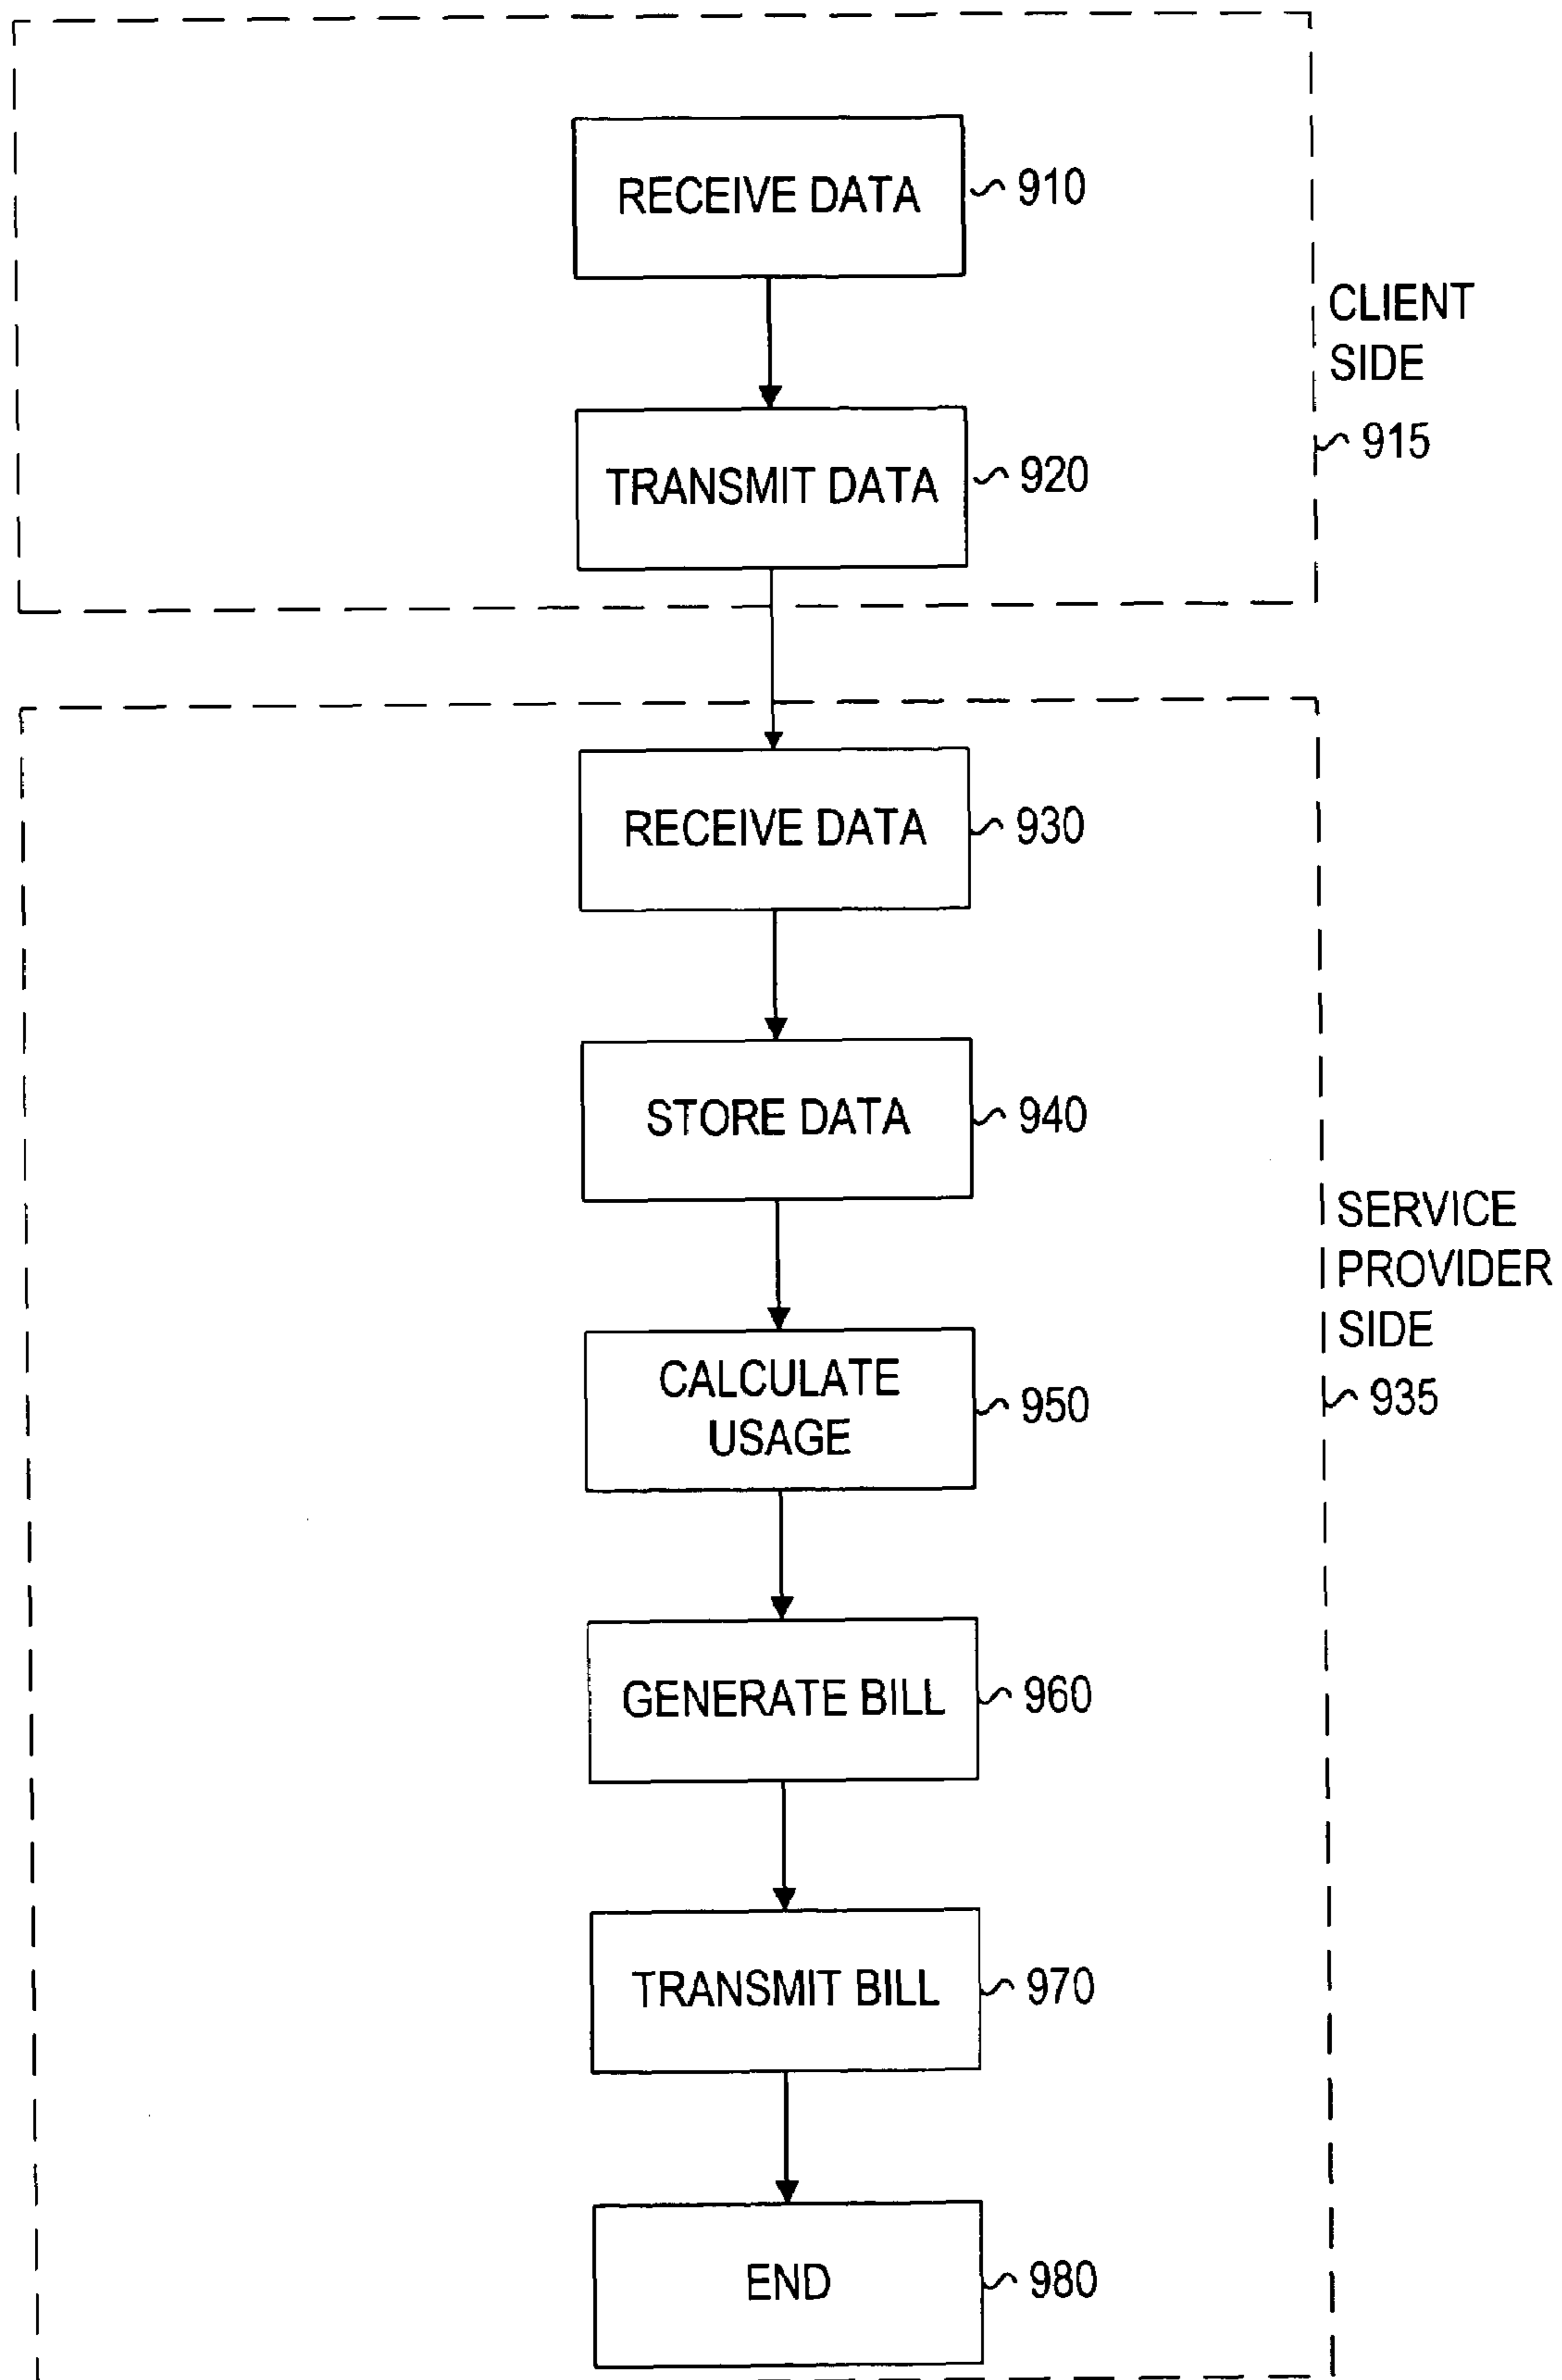 RECEIVE DATA
910
CLIENT
SIDE
915
TRANSMIT DATA
920
RECEIVE DATA
930
STORE DATA
940
SERVICE
PROVIDER
SIDE
935
CALCULATE
USAGE
950
GENERATE BILL
960
TRANSMIT BILL
970
END
980